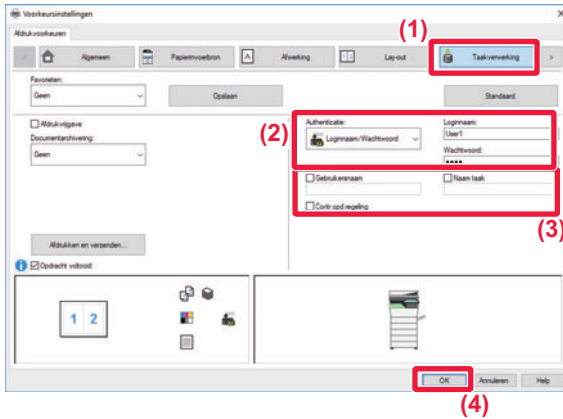 Voorkeursinstellingen
(1)
Afdrukvoorkeuren
Algemeen
Papierinvoerbron
Afwerking
Lay-out
Taakverwerking
Favorieten:
Geen
Opslaan
Standaard
Afdrukvrijgave
Documentarchivering:
Geen
(2)
Authenticatie:
Loginnaam/Wachtwoord
Loginnaam:
User1
Wachtwoord:
••••
Gebruikersnaam
Naam taak
Contr.opd.regeling
(3)
Afdrukken en verzenden...
Opdracht voltooid
1 2
OK
Annuleren
Help
(4)